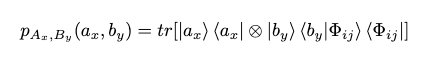 p_{A_x,B_y}(a_x, b_y) = tr[|a_x⟩ ⟨a_x| ⊗ |b_y⟩ ⟨b_y|Φ_{ij}⟩ ⟨Φ_{ij}|]